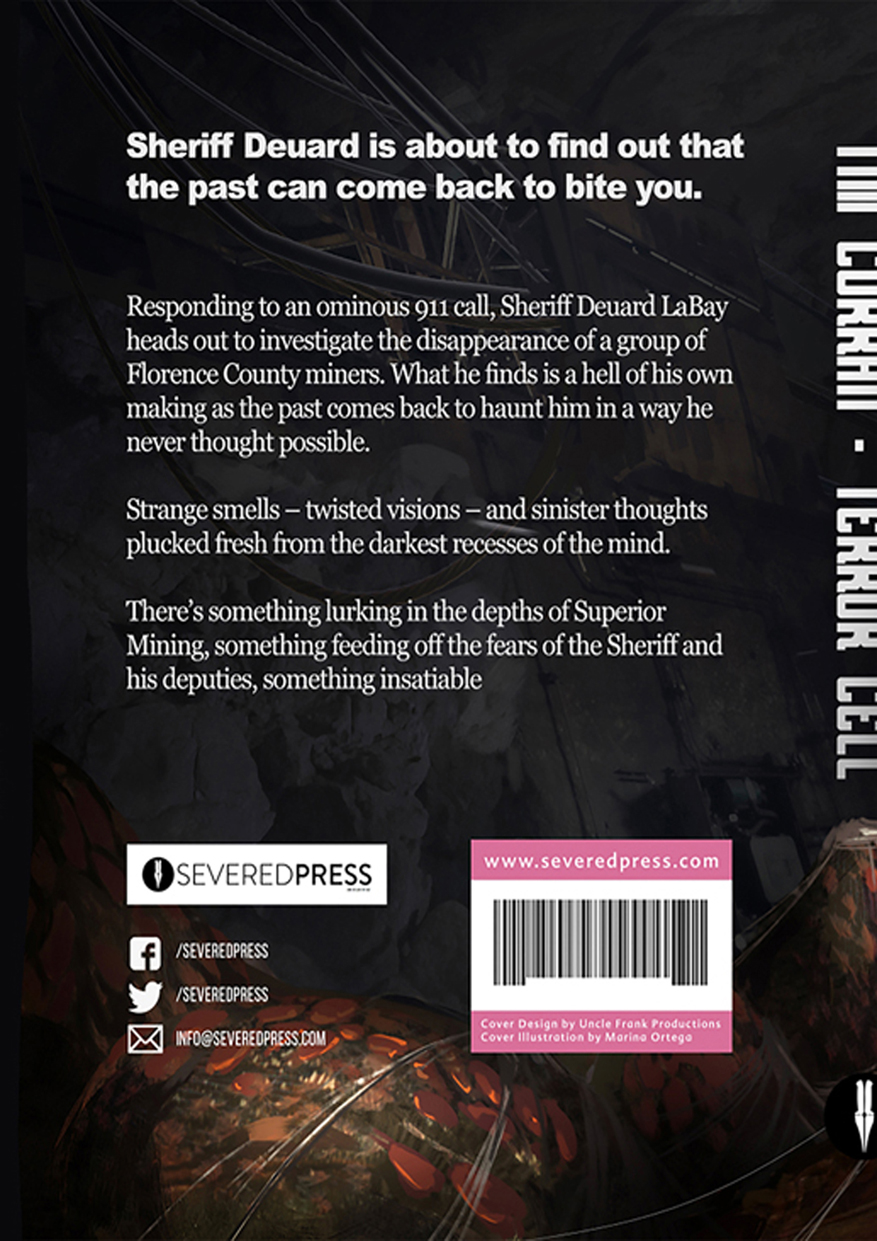 Sheriff Deuard is about to find out that
the past can come back to bite you.
Responding to an ominous 911 call, Sheriff Deuard LaBay
heads out to investigate the disappearance of a group of
Florence County miners. What he finds is a hell of his own
making as the past comes back to haunt him in a way he
never thought possible.
Strange smells – twisted visions – and sinister thoughts
plucked fresh from the darkest recesses of the mind.
There’s something lurking in the depths of Superior
Mining, something feeding off the fears of the Sheriff and
his deputies, something insatiable
SEVEREDPRESS
/SEVEREDPRESS
/SEVEREDPRESS
INFO@SEVEREDPRESS.COM
www.severedpress.com
Cover Design by Uncle Frank Productions
Cover Illustration by Marina Ortega
TIM CURRAN · TERROR CELL